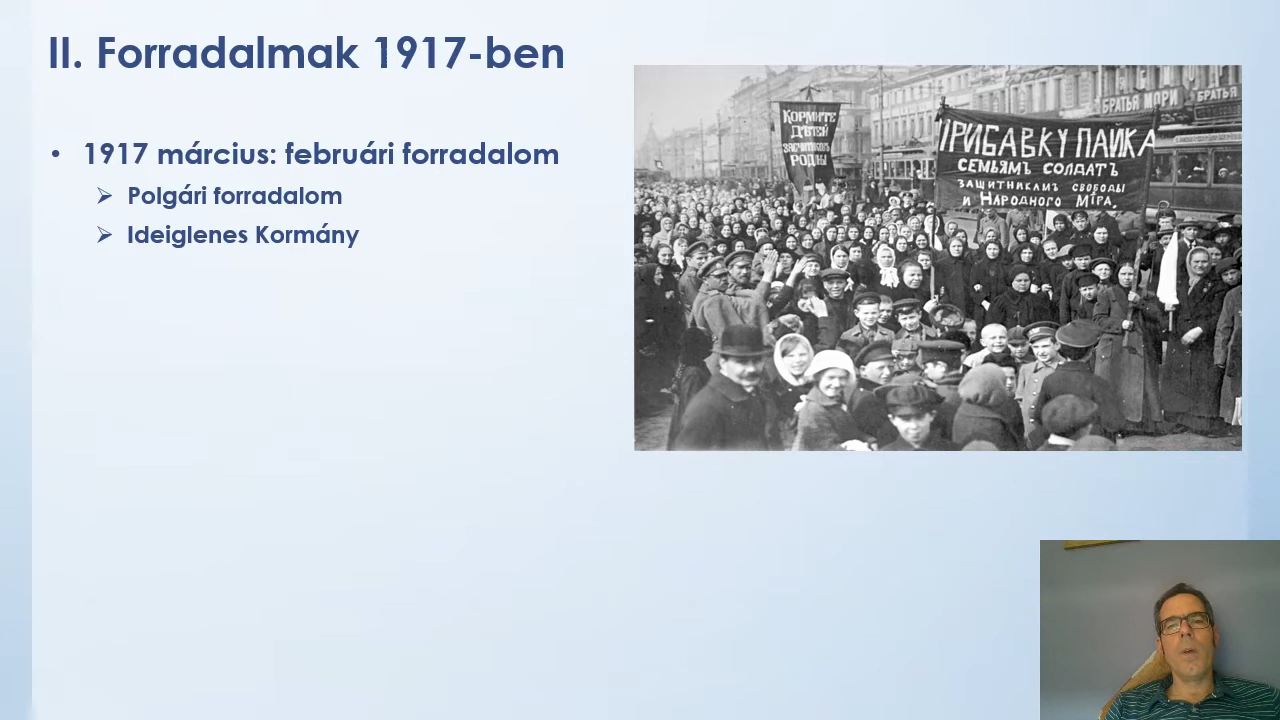 II. Forradalmak 1917-ben
• 1917 március: februári forradalom
➢ Polgári forradalom
➢ Ideiglenes Kormány
БРАТЬЯ МОРИ
БРАТЬЯ
КОРМИТЕ
ДѢТЕЙ
ЗАЩИТНИКОВЪ
РОДИНЫ
ПРИБАВКУ ПАЙКА
СЕМЬЯМЪ СОЛДАТЪ
ЗАЩИТНИКАМЪ СВОБОДЫ
И НАРОДНОГО МІРА.